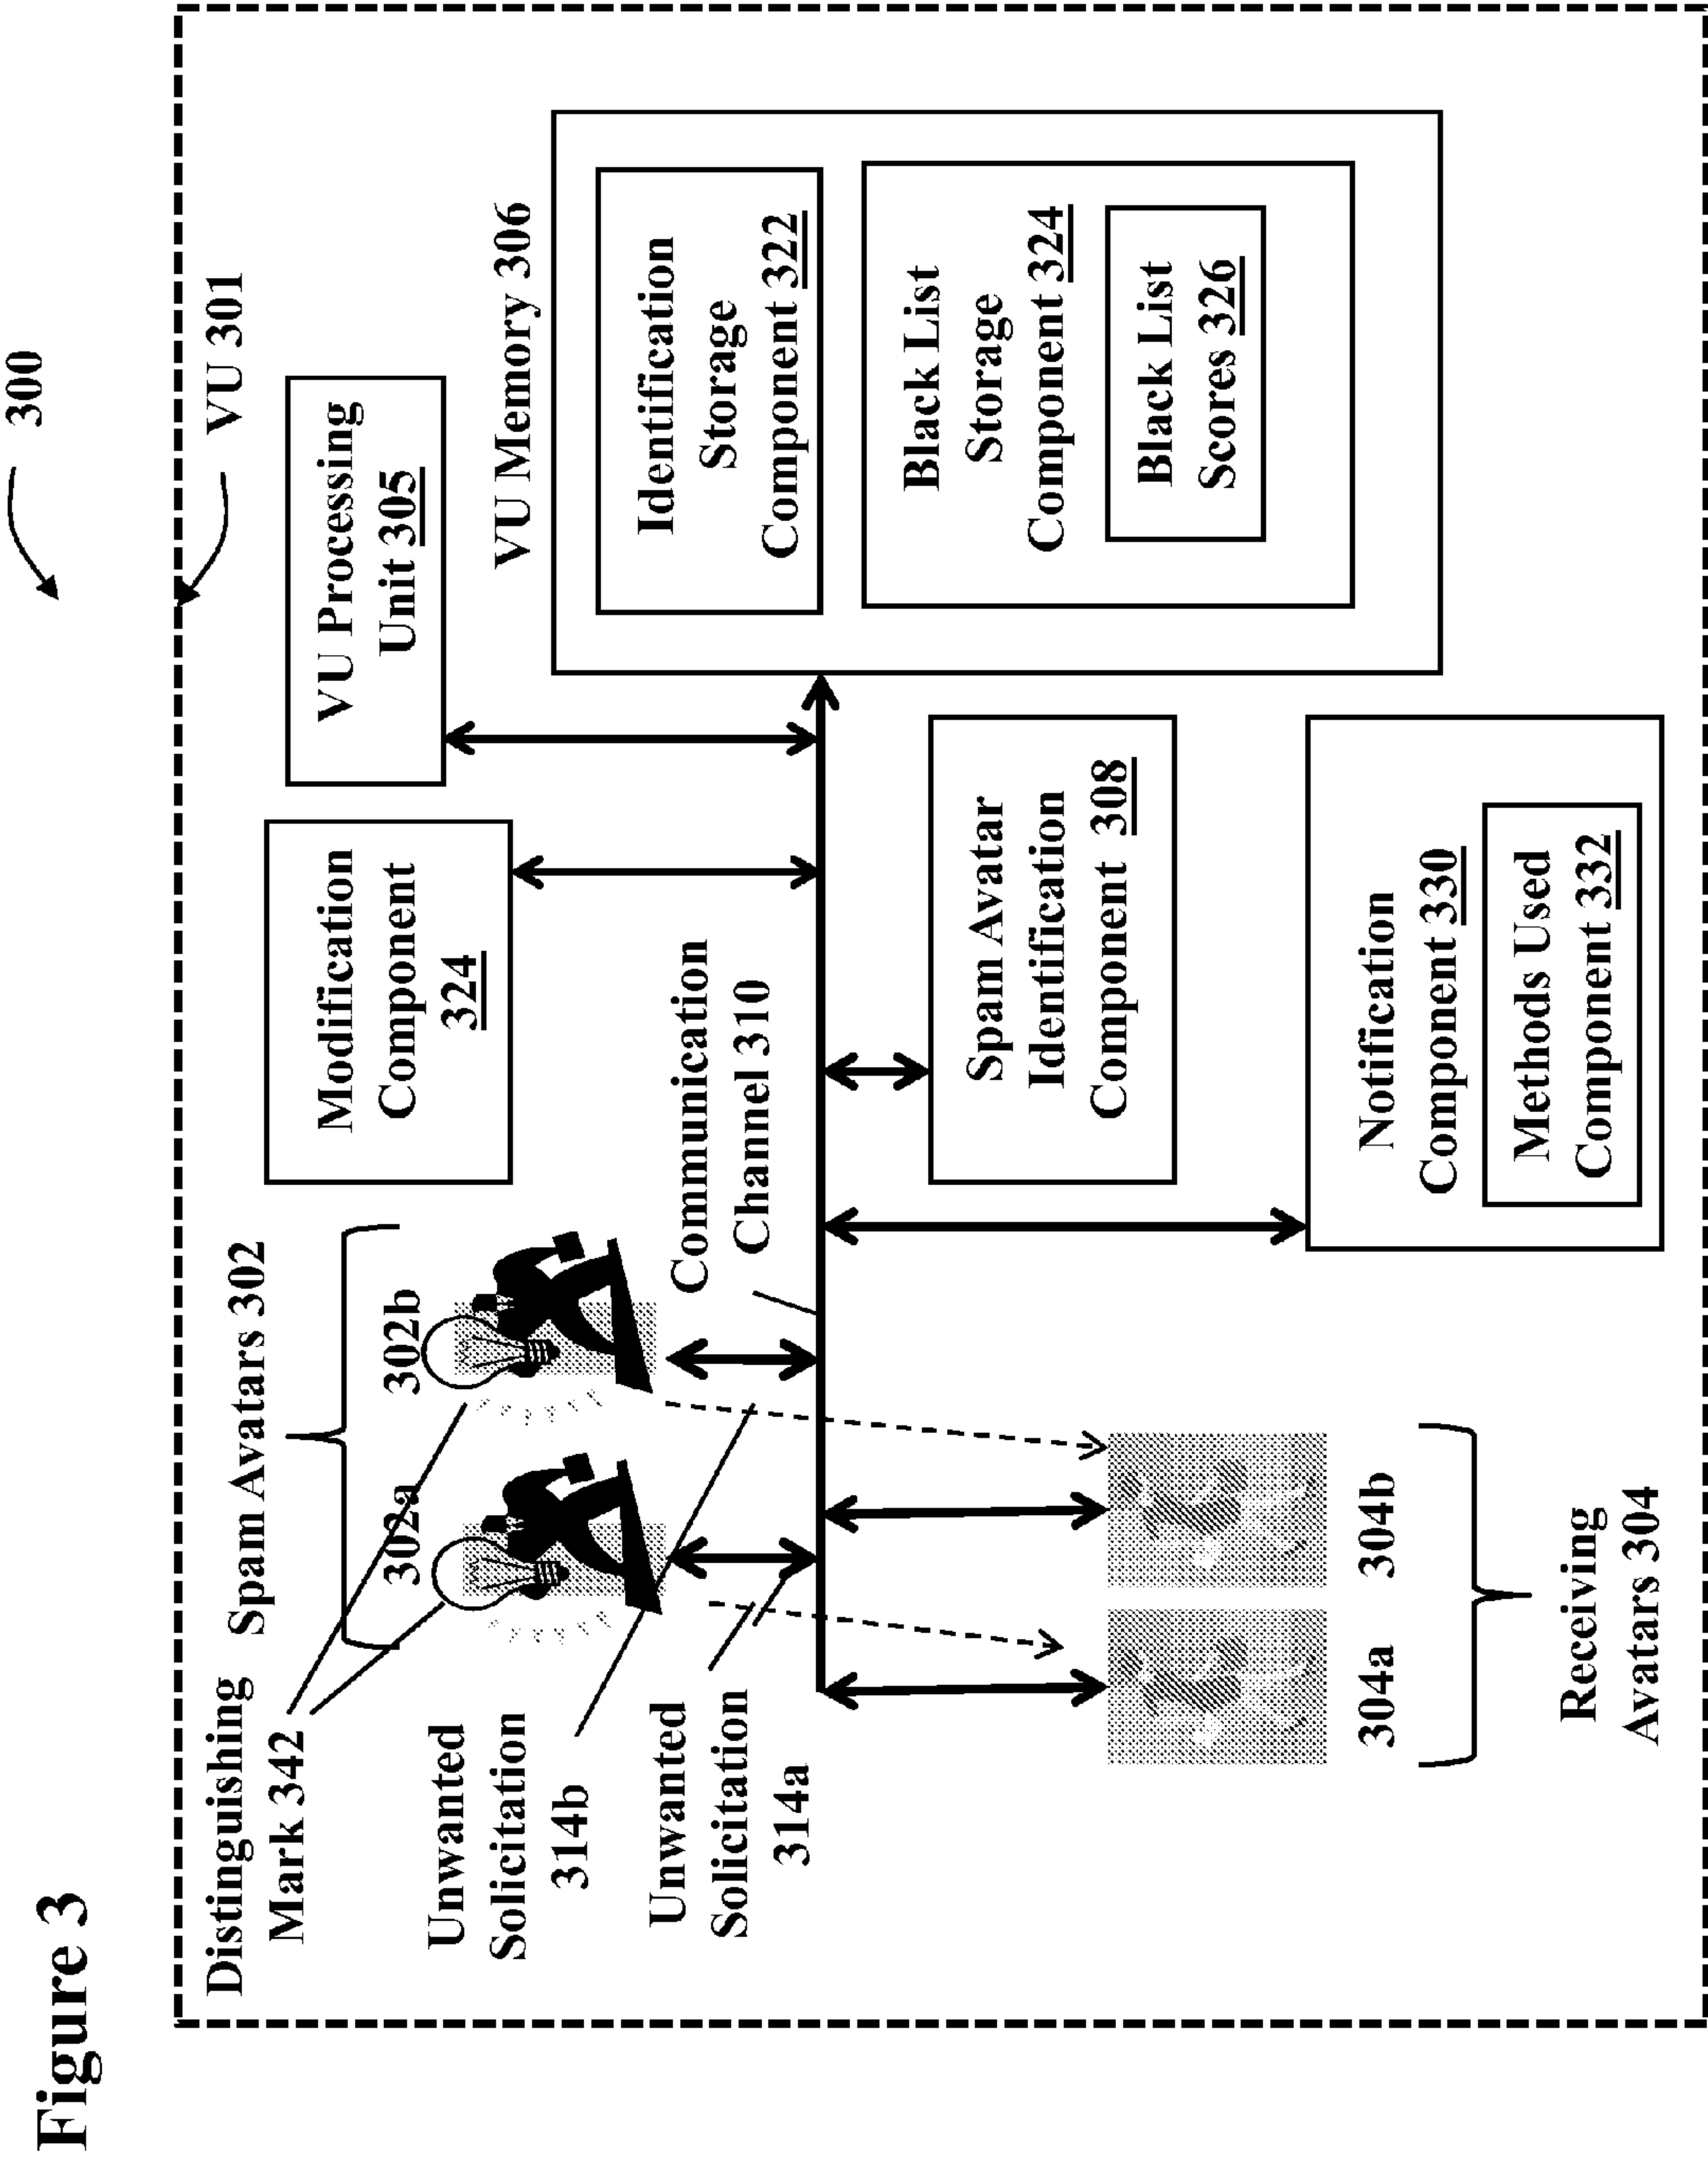 Figure 3
300
VU 301
Distinguishing
Mark 342
Spam Avatars 302
302a
302b
Unwanted
Solicitation
314b
Unwanted
Solicitation
314a
Modification
Component
324
VU Processing
Unit 305
VU Memory 306
Identification
Storage
Component 322
Black List
Storage
Component 324
Black List
Scores 326
Communication
Channel 310
Spam Avatar
Identification
Component 308
Notification
Component 330
Methods Used
Component 332
304a
304b
Receiving
Avatars 304